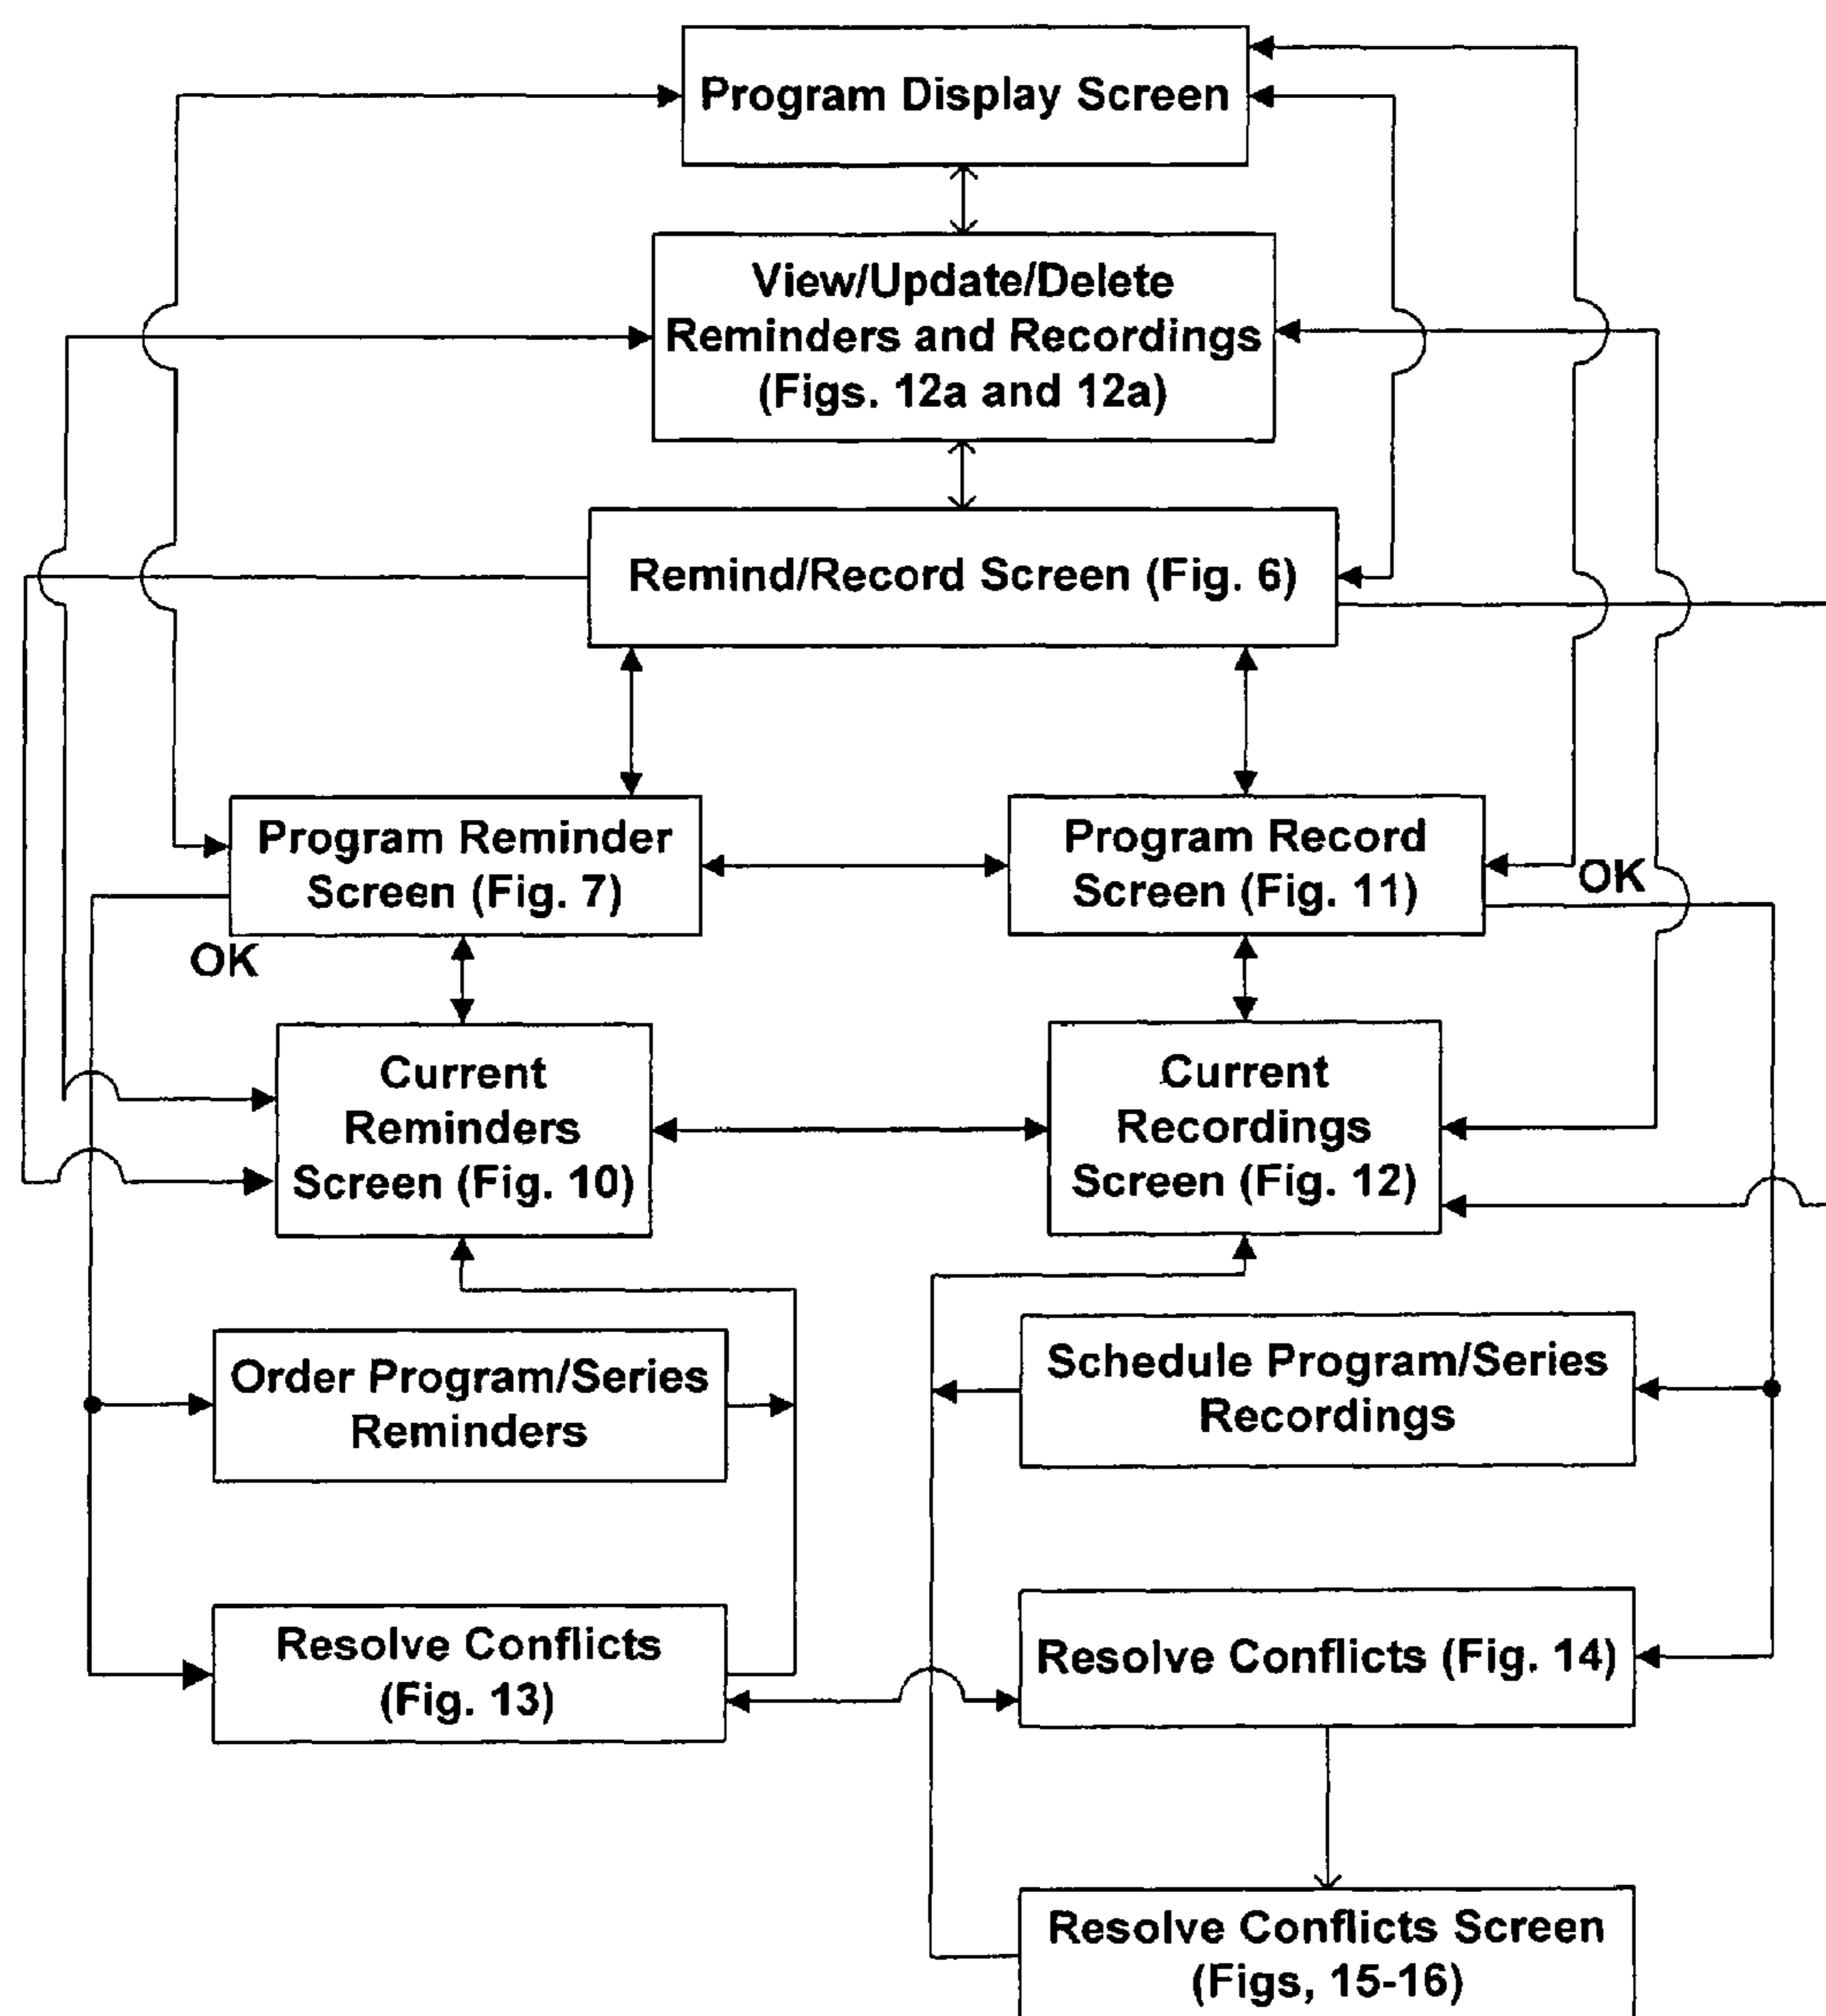 Program Display Screen
View/Update/Delete
Reminders and Recordings
(Figs. 12a and 12a)
Remind/Record Screen (Fig. 6)
Program Reminder
Screen (Fig. 7)
Program Record
Screen (Fig. 11)
OK
OK
Current
Reminders
Screen (Fig. 10)
Current
Recordings
Screen (Fig. 12)
Order Program/Series
Reminders
Schedule Program/Series
Recordings
Resolve Conflicts
(Fig. 13)
Resolve Conflicts (Fig. 14)
Resolve Conflicts Screen
(Figs, 15-16)